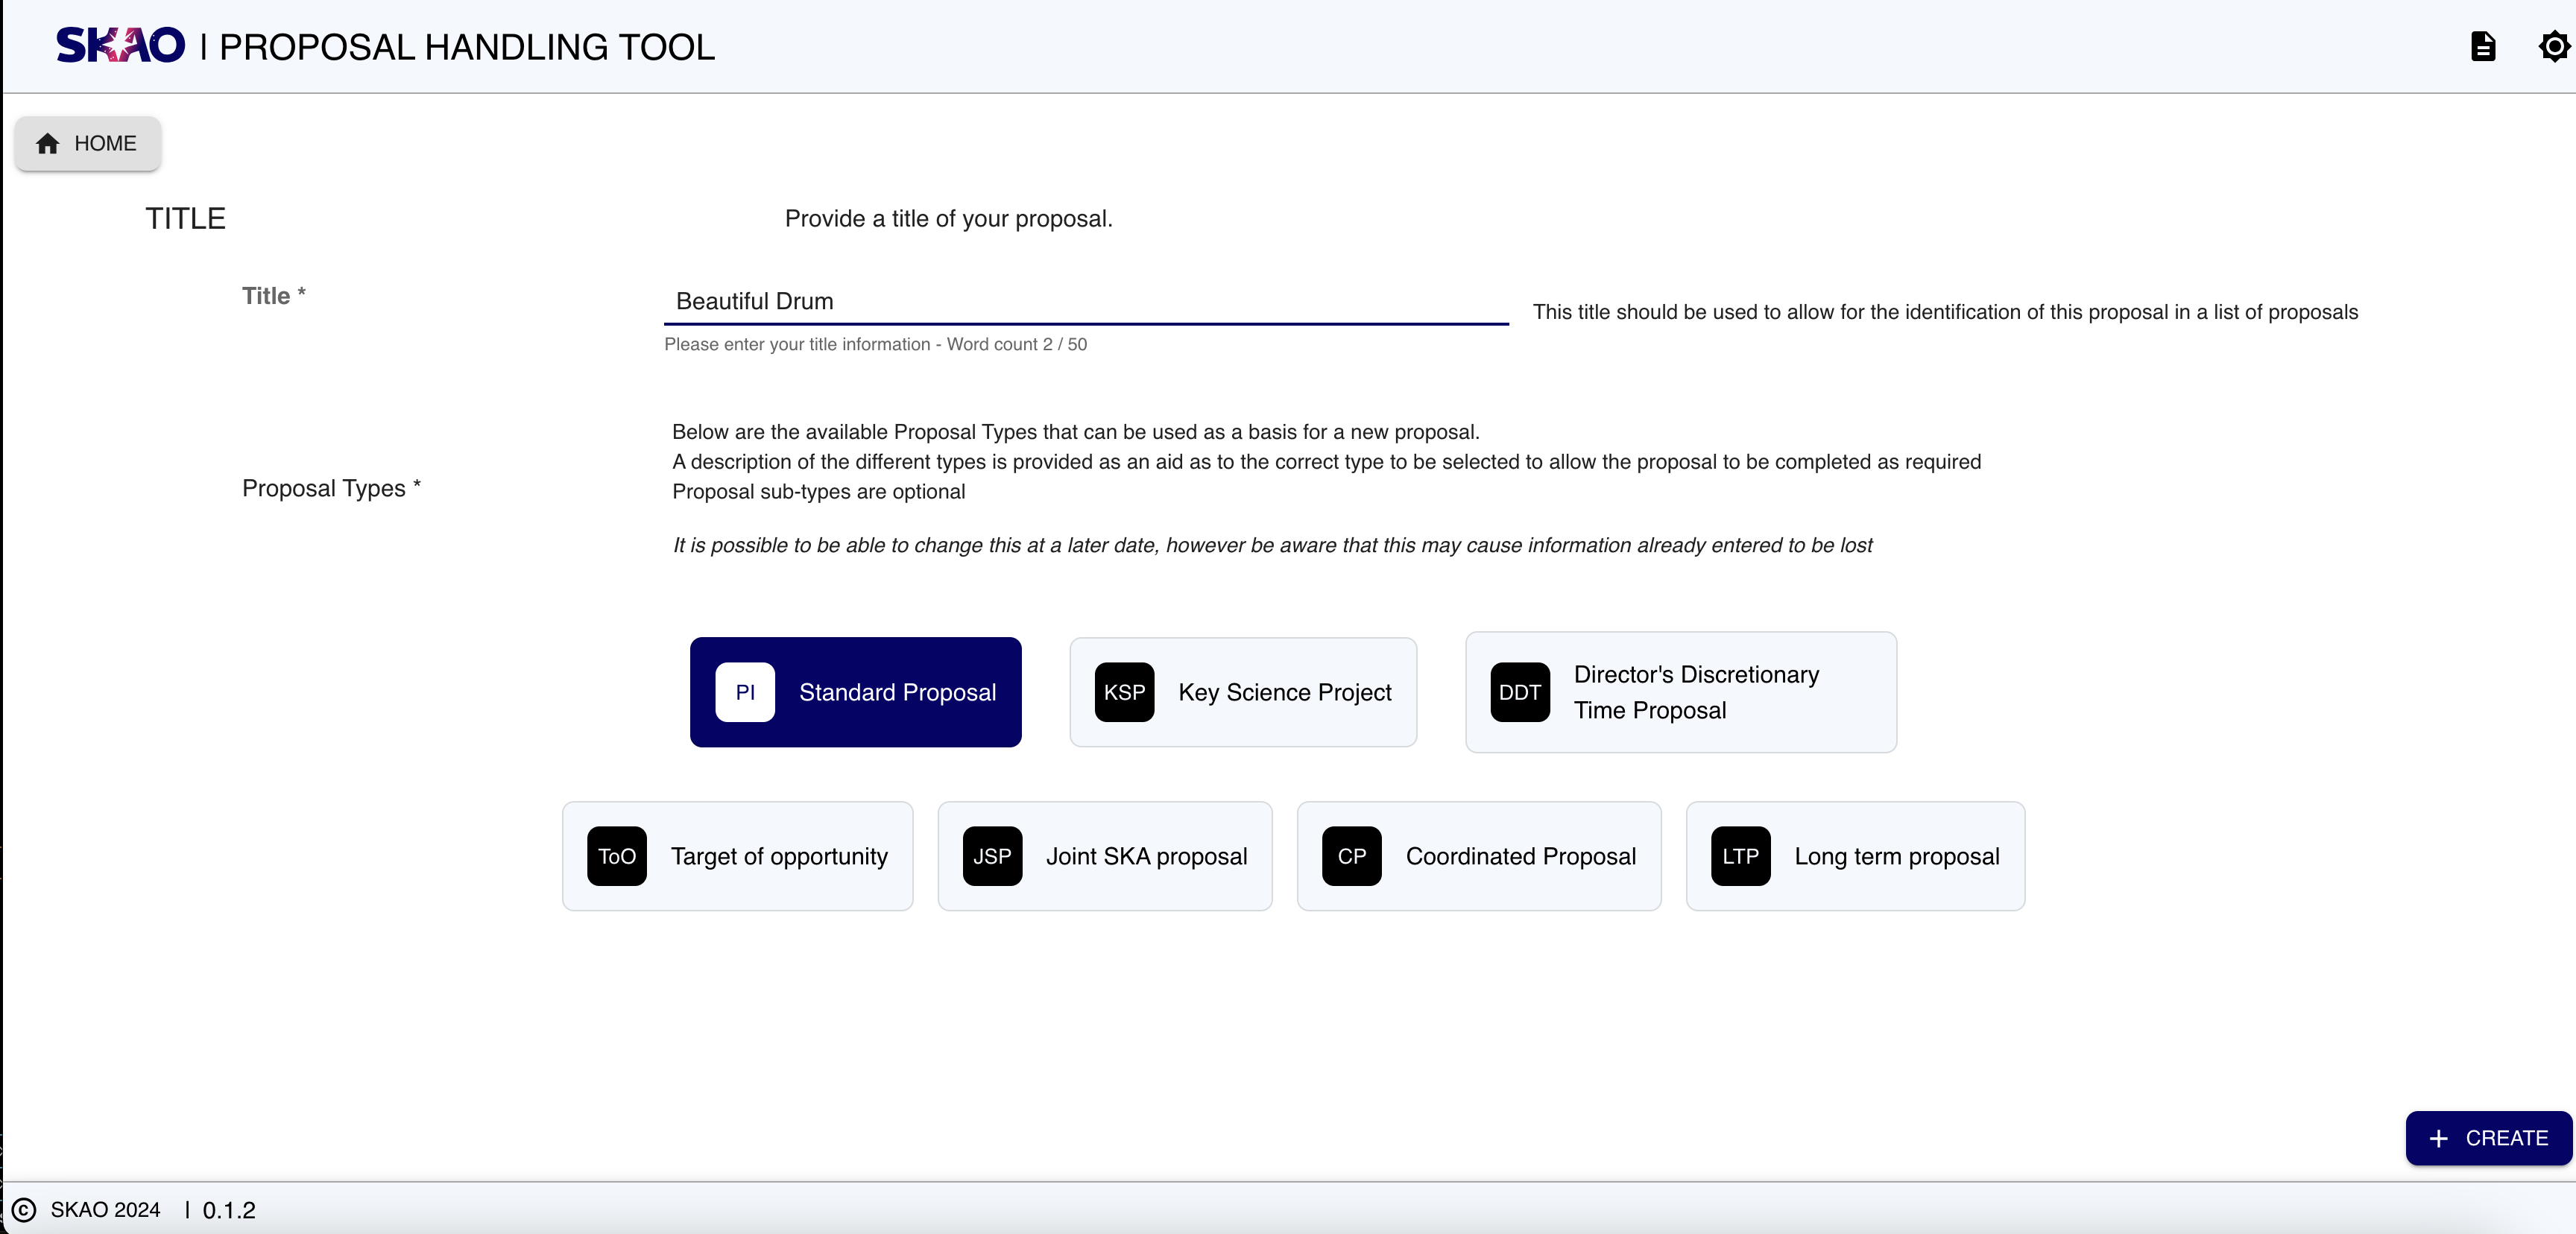 SKAO | PROPOSAL HANDLING TOOL
HOME
TITLE
Provide a title of your proposal.
Title *
Beautiful Drum
This title should be used to allow for the identification of this proposal in a list of proposals
Please enter your title information - Word count 2 / 50
Below are the available Proposal Types that can be used as a basis for a new proposal.
A description of the different types is provided as an aid as to the correct type to be selected to allow the proposal to be completed as required
Proposal Types *
Proposal sub-types are optional
It is possible to be able to change this at a later date, however be aware that this may cause information already entered to be lost
PI Standard Proposal
KSP Key Science Project
DDT Director's Discretionary
Time Proposal
ToO Target of opportunity
JSP Joint SKA proposal
CP Coordinated Proposal
LTP Long term proposal
+ CREATE
© SKAO 2024 | 0.1.2